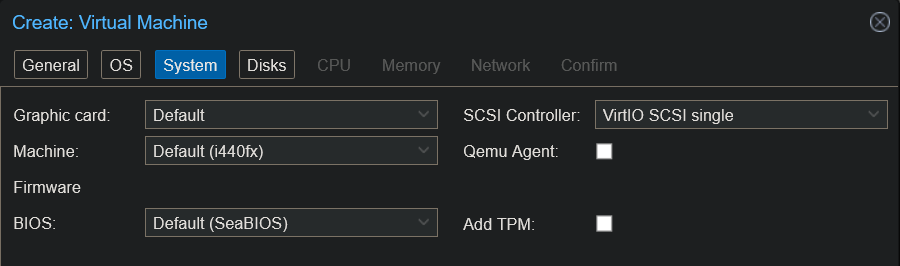 Create: Virtual Machine
General OS System Disks CPU Memory Network Confirm
Graphic card: Default SCSI Controller: VirtIO SCSI single
Machine: Default (i440fx) Qemu Agent:
Firmware
BIOS: Default (SeaBIOS) Add TPM: